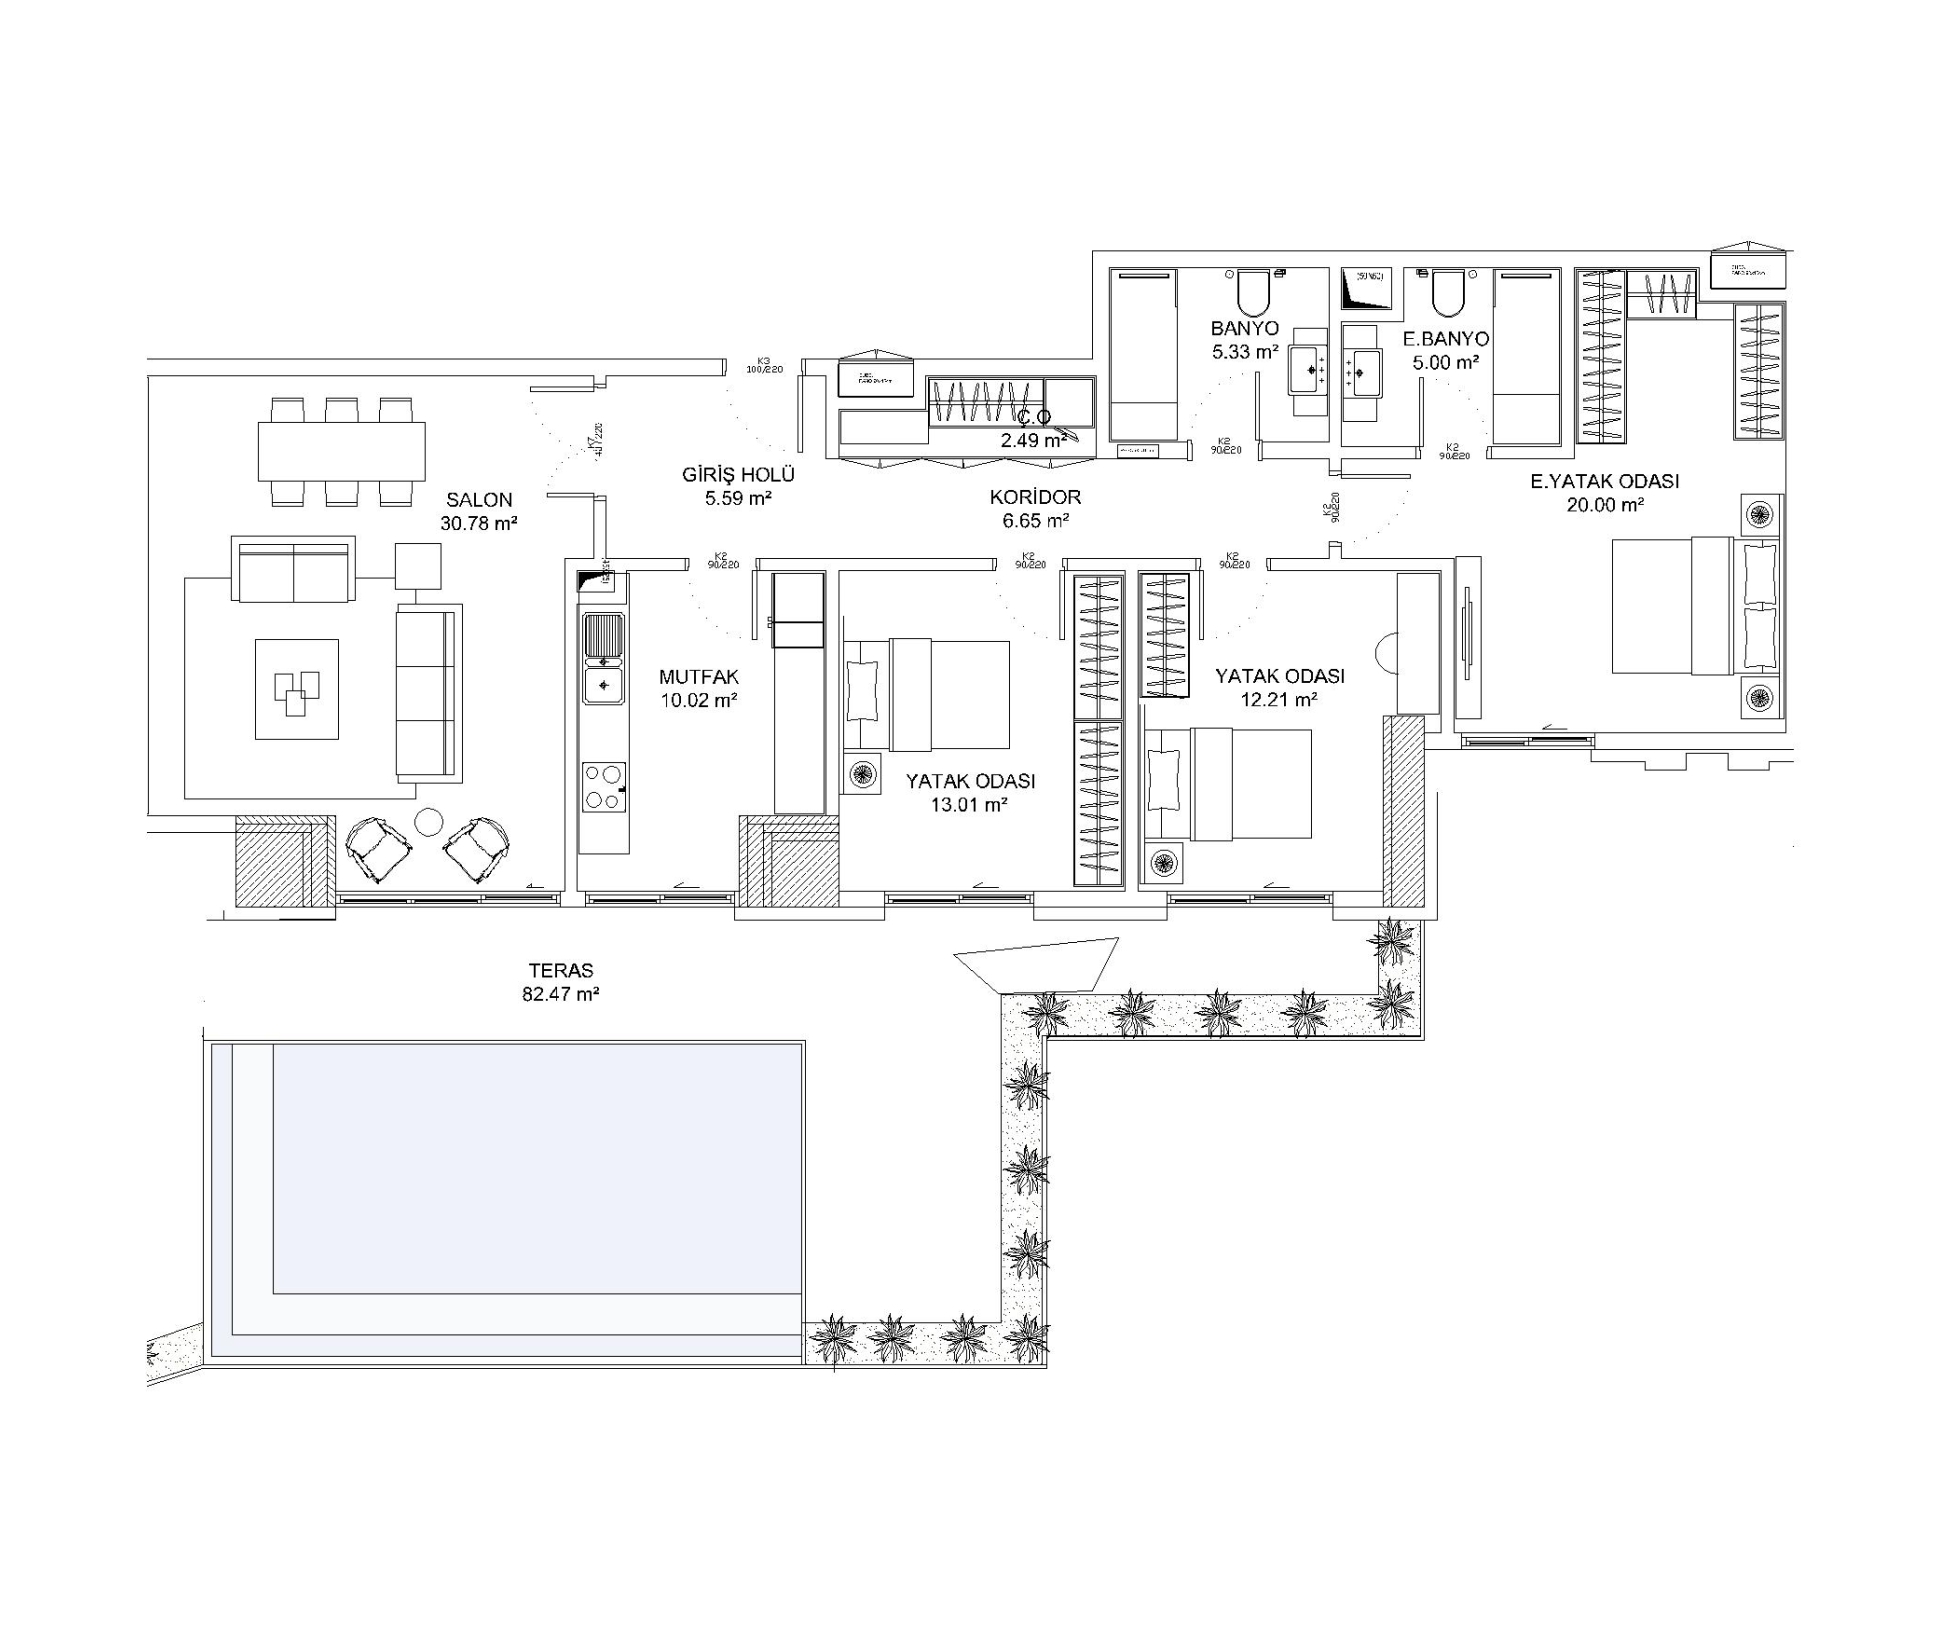 BANYO
5.33 m²
E.BANYO
5.00 m²
(50X60)
K3
100/220
Ç.O
2.49 m²
K2
90/220
K2
90/220
GİRİŞ HOLÜ
5.59 m²
SALON
30.78 m²
KORİDOR
6.65 m²
E.YATAK ODASI
20.00 m²
K2
90/220
K2
90/220
K2
90/220
K2
90/220
MUTFAK
10.02 m²
YATAK ODASI
12.21 m²
YATAK ODASI
13.01 m²
TERAS
82.47 m²